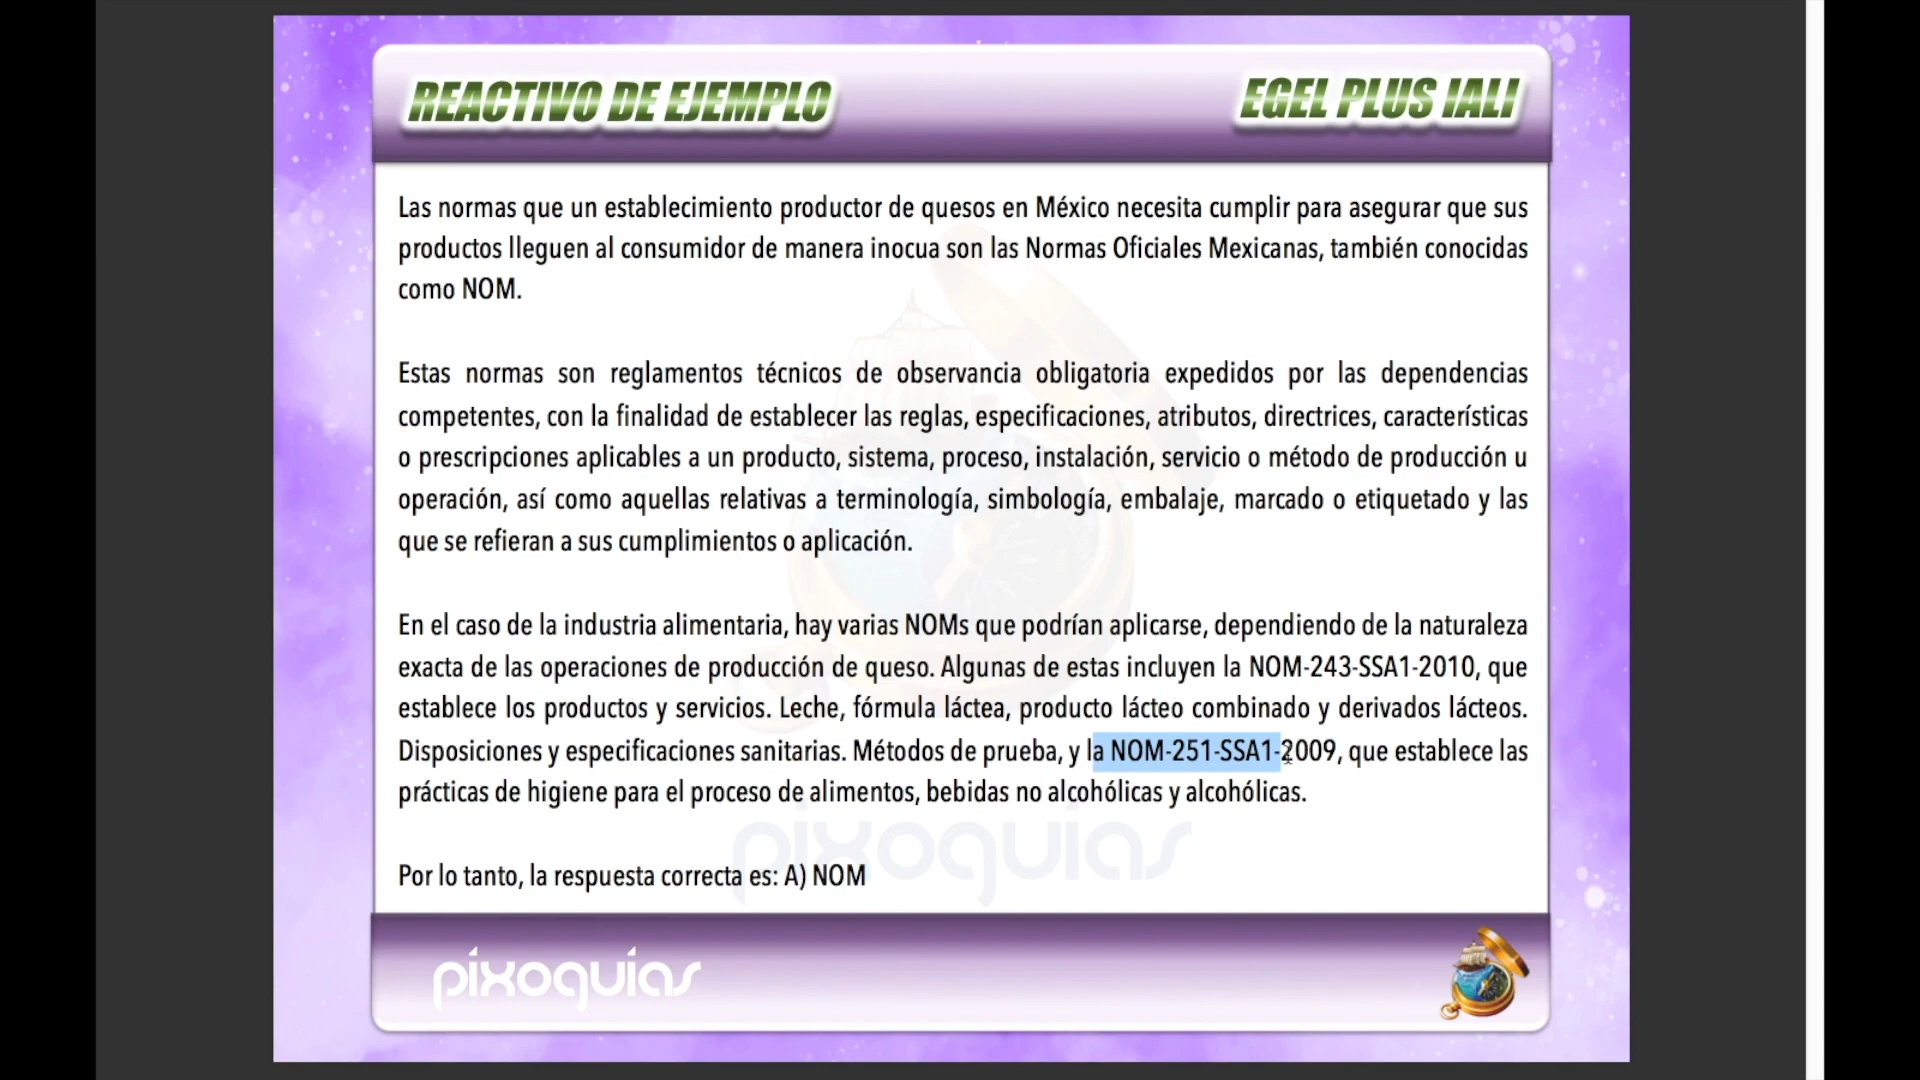 REACTIVO DE EJEMPLO
EGEL PLUS IALI
Las normas que un establecimiento productor de quesos en México necesita cumplir para asegurar que sus
productos lleguen al consumidor de manera inocua son las Normas Oficiales Mexicanas, también conocidas
como NOM.
Estas normas son reglamentos técnicos de observancia obligatoria expedidos por las dependencias
competentes, con la finalidad de establecer las reglas, especificaciones, atributos, directrices, características
o prescripciones aplicables a un producto, sistema, proceso, instalación, servicio o método de producción u
operación, así como aquellas relativas a terminología, simbología, embalaje, marcado o etiquetado y las
que se refieran a sus cumplimientos o aplicación.
En el caso de la industria alimentaria, hay varias NOMs que podrían aplicarse, dependiendo de la naturaleza
exacta de las operaciones de producción de queso. Algunas de estas incluyen la NOM-243-SSA1-2010, que
establece los productos y servicios. Leche, fórmula láctea, producto lácteo combinado y derivados lácteos.
Disposiciones y especificaciones sanitarias. Métodos de prueba, y la NOM-251-SSA1-2009, que establece las
prácticas de higiene para el proceso de alimentos, bebidas no alcohólicas y alcohólicas.
pixoguías
Por lo tanto, la respuesta correcta es: A) NOM
pixoguías